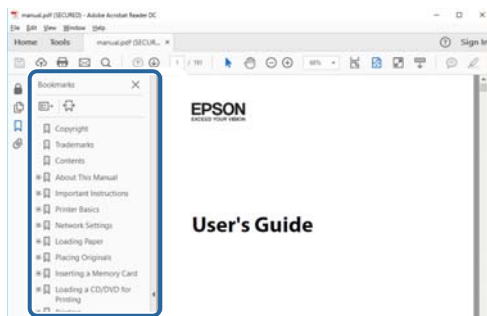 manual.pdf (SECURED) - Adobe Acrobat Reader DC
File Edit View Window Help
Home Tools manual.pdf (SECUR... × Sign In
1 / 191
Bookmarks
EPSON
EXCEED YOUR VISION
Copyright
Trademarks
Contents
About This Manual
Important Instructions
Printer Basics
User's Guide
Network Settings
Loading Paper
Placing Originals
Inserting a Memory Card
Loading a CD/DVD for
Printing